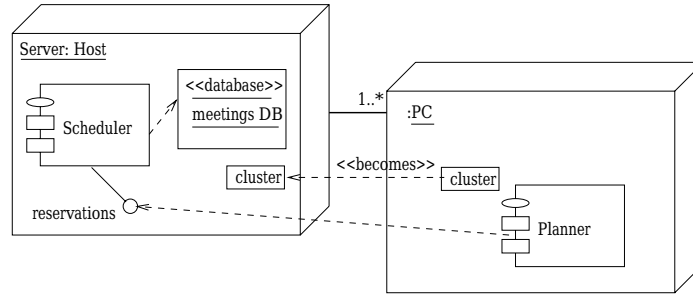 Server: Host
<<database>>
meetings DB
Scheduler
1..*
:PC
<<becomes>>
cluster
cluster
reservations
Planner